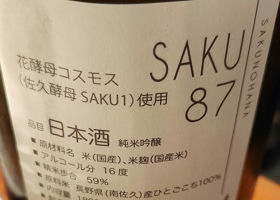 花酵母コスモス
(佐久酵母 SAKU1)使用
SAKU
87
SAKUNOHANA
品目 日本酒 純米吟醸
■ 原材料名 米(国産)、米麹(国産米)
■ アルコール分 16度
■ 精米歩合 59%
■ 原料米 長野県(南佐久)産ひとごこち100%